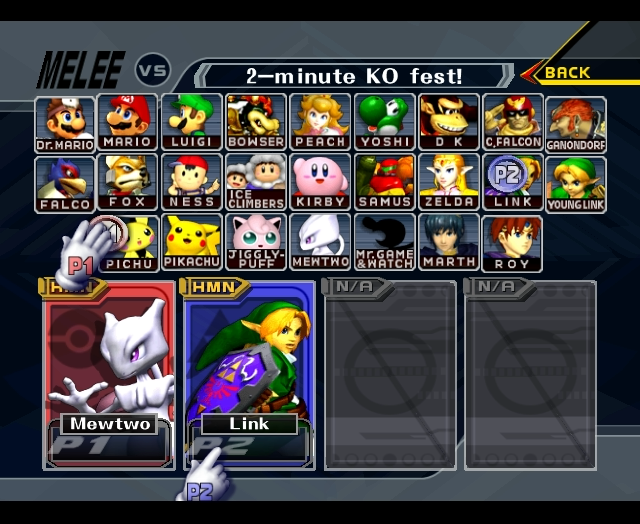 MELEE VS 2-minute KO fest! BACK
Dr.MARIO MARIO LUIGI BOWSER PEACH YOSHI D K C.FALCON GANONDORF
FALCO FOX NESS ICE CLIMBERS KIRBY SAMUS ZELDA P2 LINK YOUNG LINK
P1 PICHU PIKACHU JIGGLY-PUFF MEWTWO Mr.GAME &WATCH MARTH ROY
HMN HMN N/A N/A
Mewtwo Link
P1 P2
P2